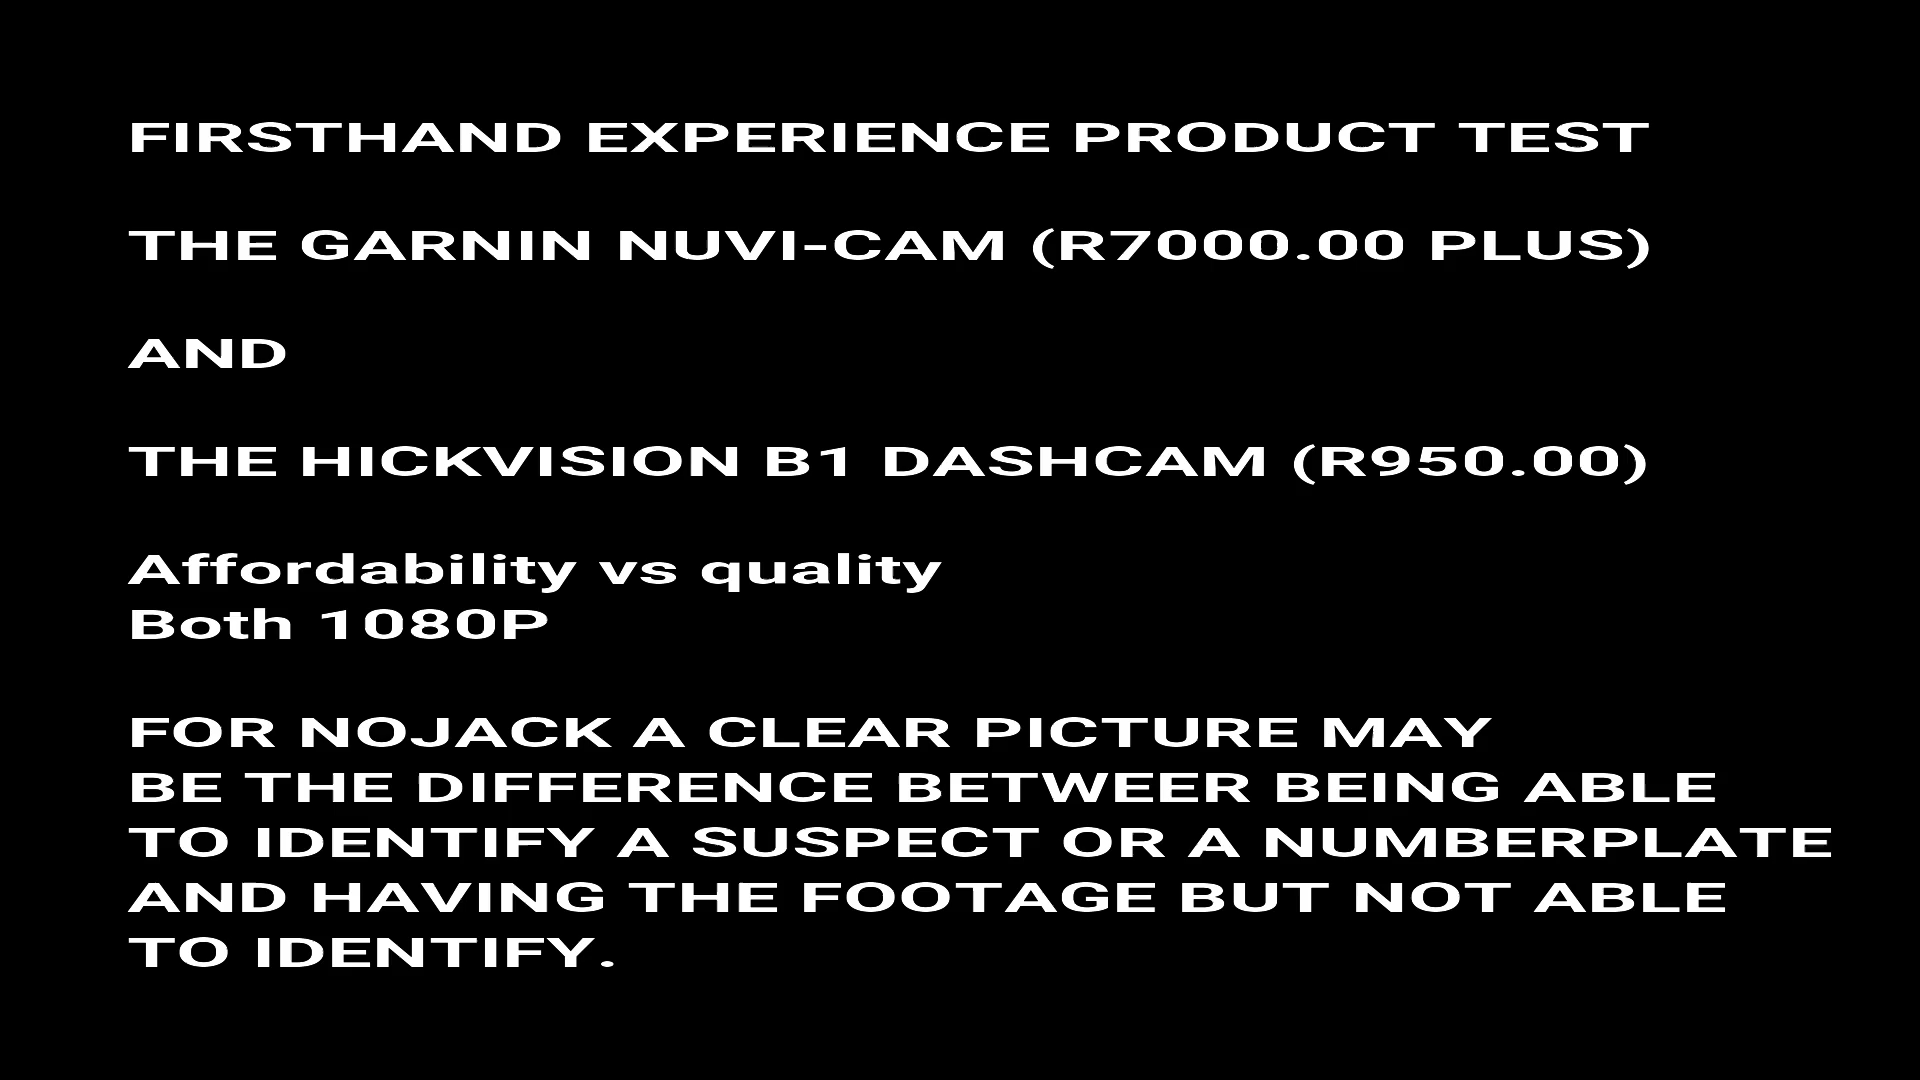 FIRSTHAND EXPERIENCE PRODUCT TEST
THE GARNIN NUVI-CAM (R7000.00 PLUS)
AND
THE HICKVISION B1 DASHCAM (R950.00)
Affordability vs quality
Both 1080P
FOR NOJACK A CLEAR PICTURE MAY
BE THE DIFFERENCE BETWEER BEING ABLE
TO IDENTIFY A SUSPECT OR A NUMBERPLATE
AND HAVING THE FOOTAGE BUT NOT ABLE
TO IDENTIFY.